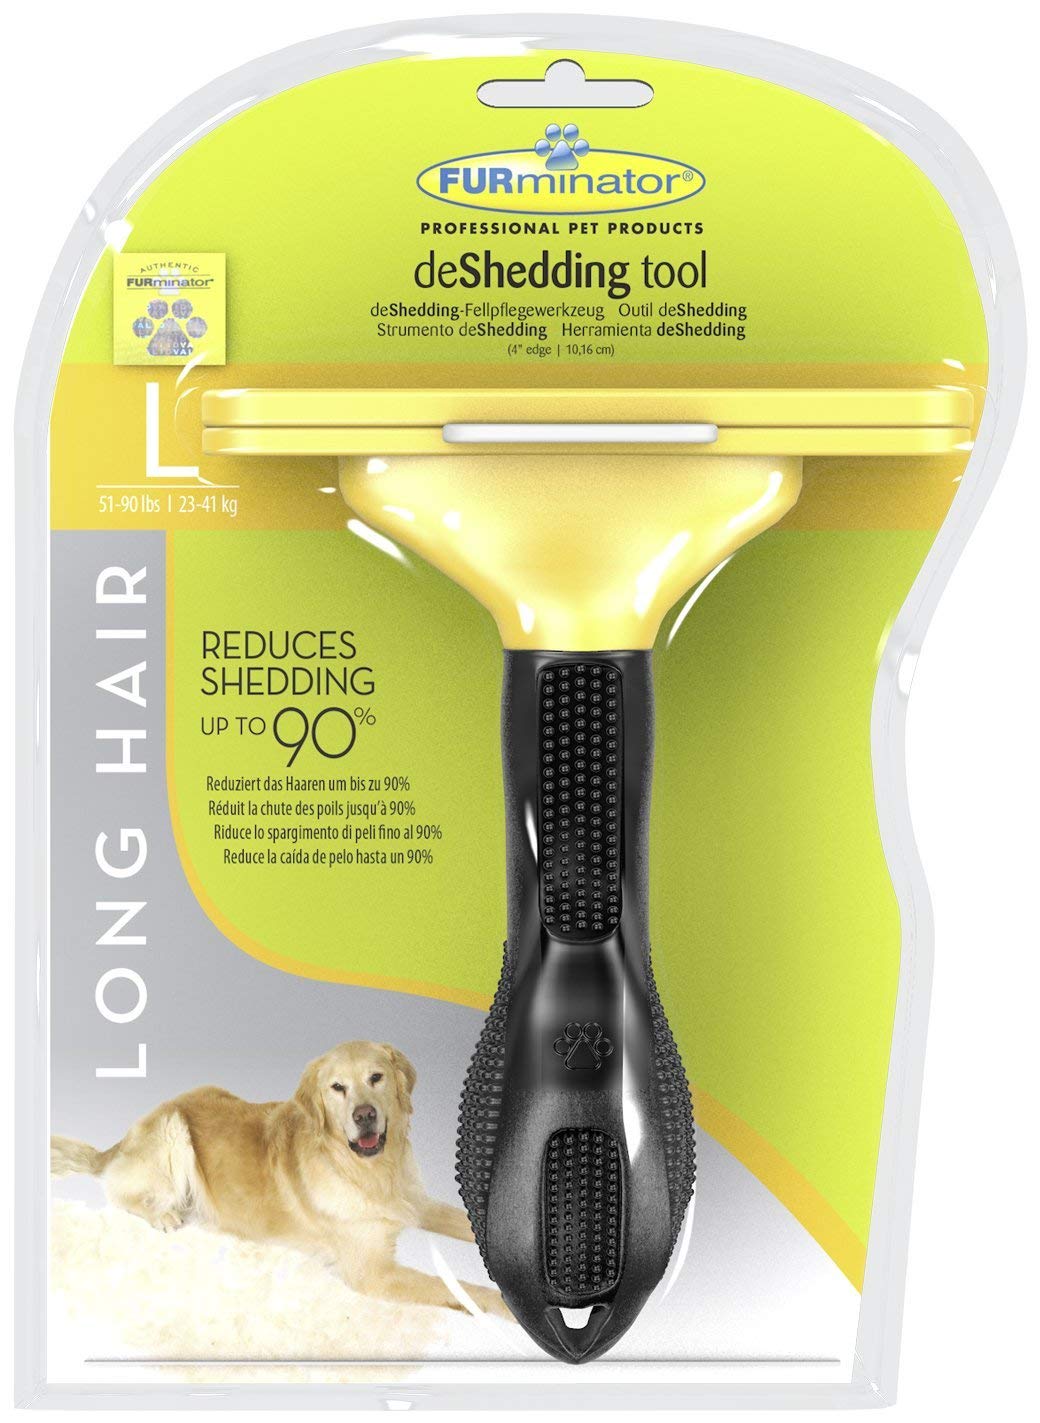 FURminator®
PROFESSIONAL PET PRODUCTS
deShedding tool
deShedding-Fellpflegewerkzeug Outil deShedding
Strumento deShedding Herramienta deShedding
(4" edge | 10,16 cm)
AUTHENTIC
FURminator®
L
51-90 lbs | 23-41 kg
LONG HAIR
REDUCES
SHEDDING
UP TO 90%
Reduziert das Haaren um bis zu 90%
Réduit la chute des poils jusqu'à 90%
Riduce lo spargimento di peli fino al 90%
Reduce la caída de pelo hasta un 90%